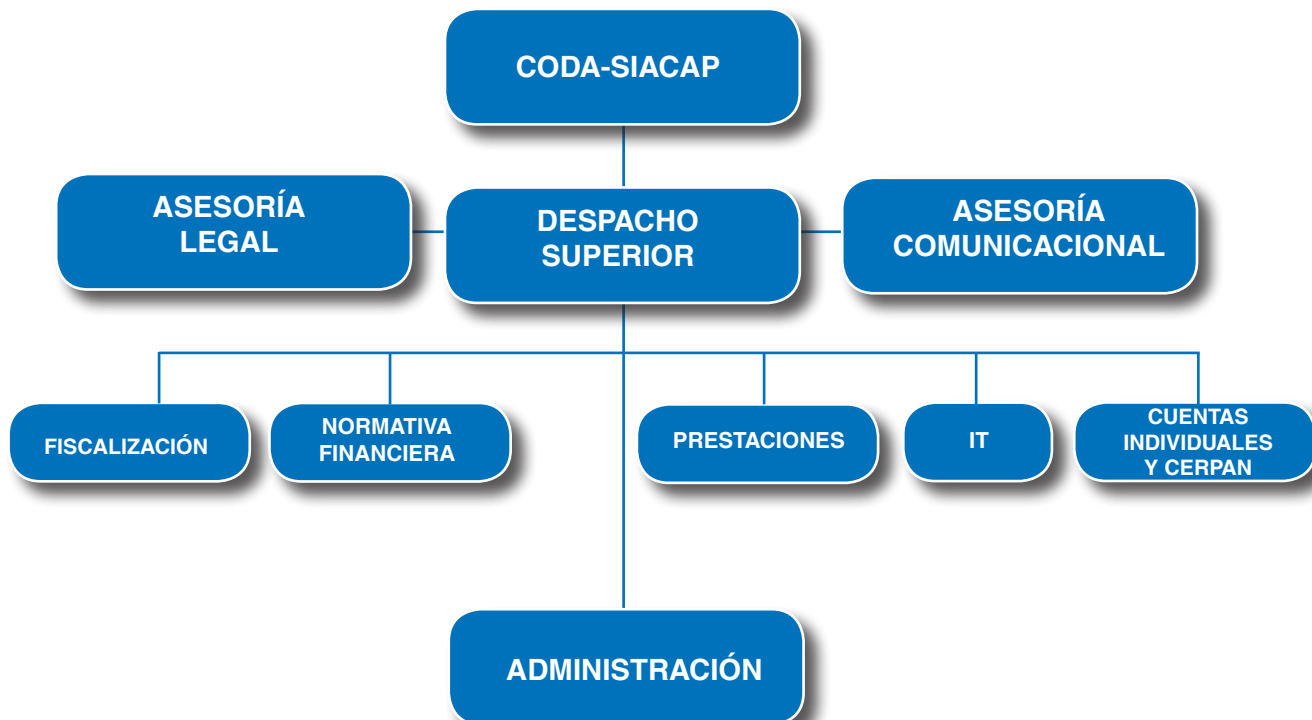 CODA-SIACAP
ASESORÍA
LEGAL
DESPACHO
SUPERIOR
ASESORÍA
COMUNICACIONAL
FISCALIZACIÓN
NORMATIVA
FINANCIERA
PRESTACIONES
IT
CUENTAS
INDIVIDUALES
Y CERPAN
ADMINISTRACIÓN